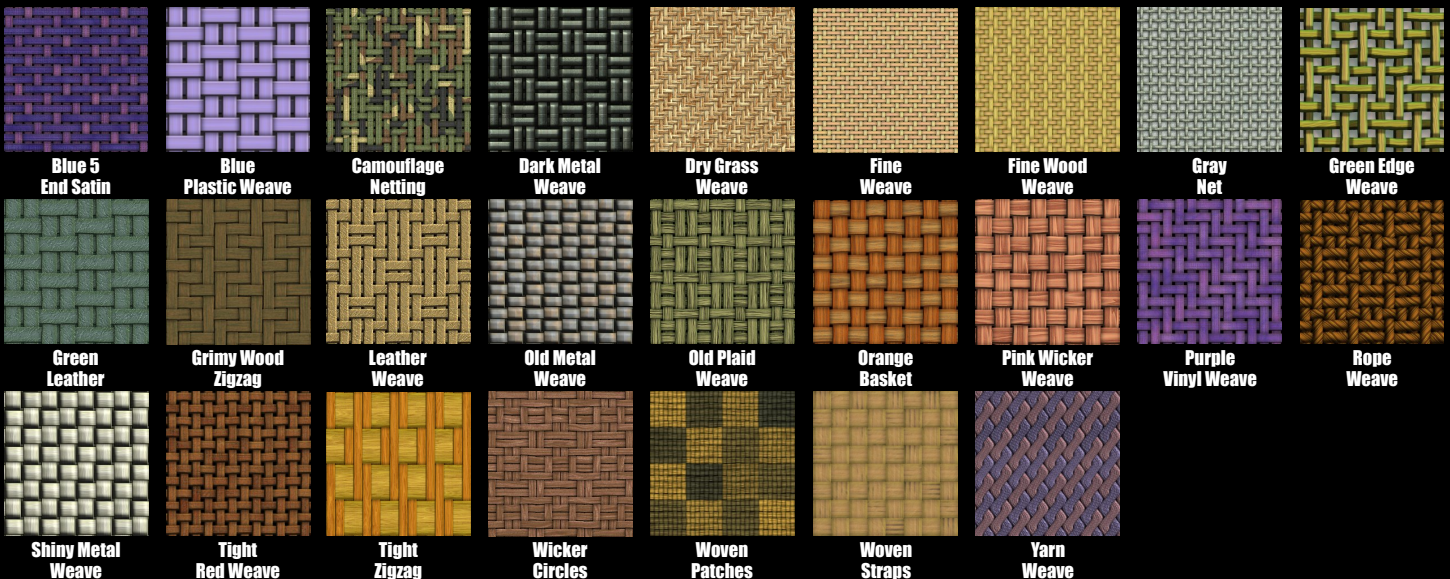 Blue 5
End Satin
Blue
Plastic Weave
Camouflage
Netting
Dark Metal
Weave
Dry Grass
Weave
Fine
Weave
Fine Wood
Weave
Gray
Net
Green Edge
Weave
Green
Leather
Grimy Wood
Zigzag
Leather
Weave
Old Metal
Weave
Old Plaid
Weave
Orange
Basket
Pink Wicker
Weave
Purple
Vinyl Weave
Rope
Weave
Shiny Metal
Weave
Tight
Red Weave
Tight
Zigzag
Wicker
Circles
Woven
Patches
Woven
Straps
Yarn
Weave